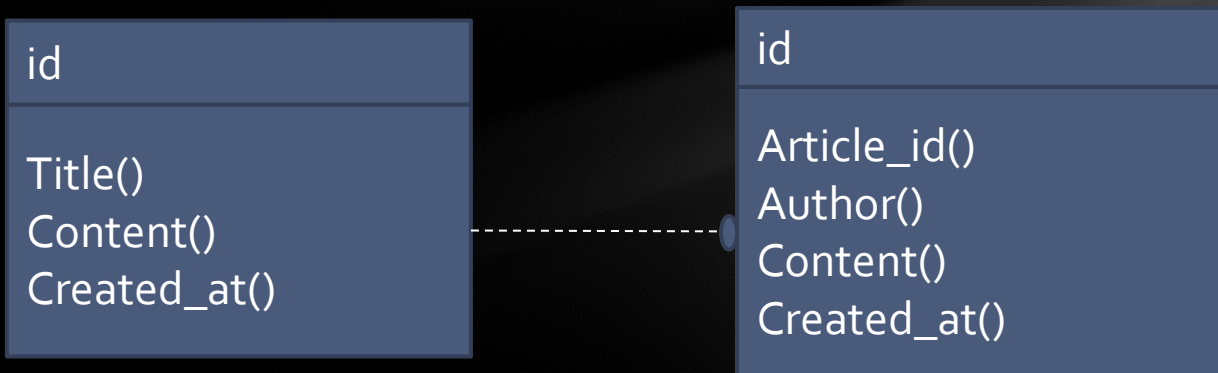 id
Title()
Content()
Created_at()
id
Article_id()
Author()
Content()
Created_at()